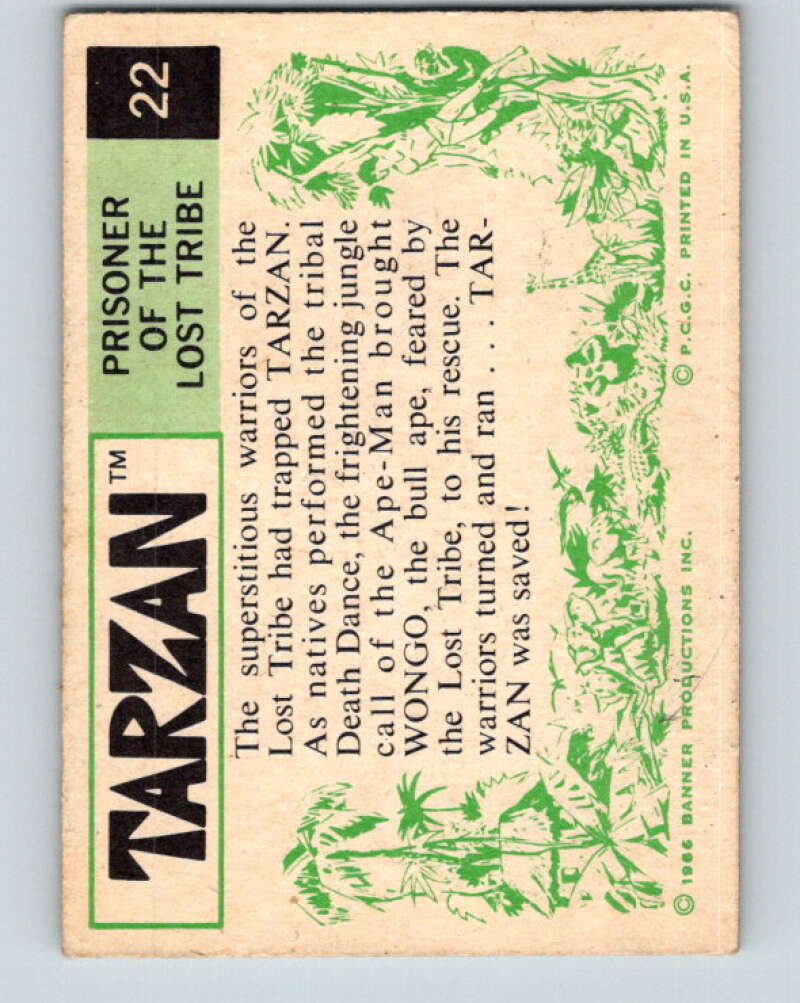 TARZAN™
PRISONER
OF THE
LOST TRIBE
22
The superstitious warriors of the
Lost Tribe had trapped TARZAN.
As natives performed the tribal
Death Dance, the frightening jungle
call of the Ape-Man brought
WONGO, the bull ape, feared by
the Lost Tribe, to his rescue. The
warriors turned and ran . . . TAR-
ZAN was saved!
© 1966 BANNER PRODUCTIONS INC. © P.C.G.C. PRINTED IN U.S.A.